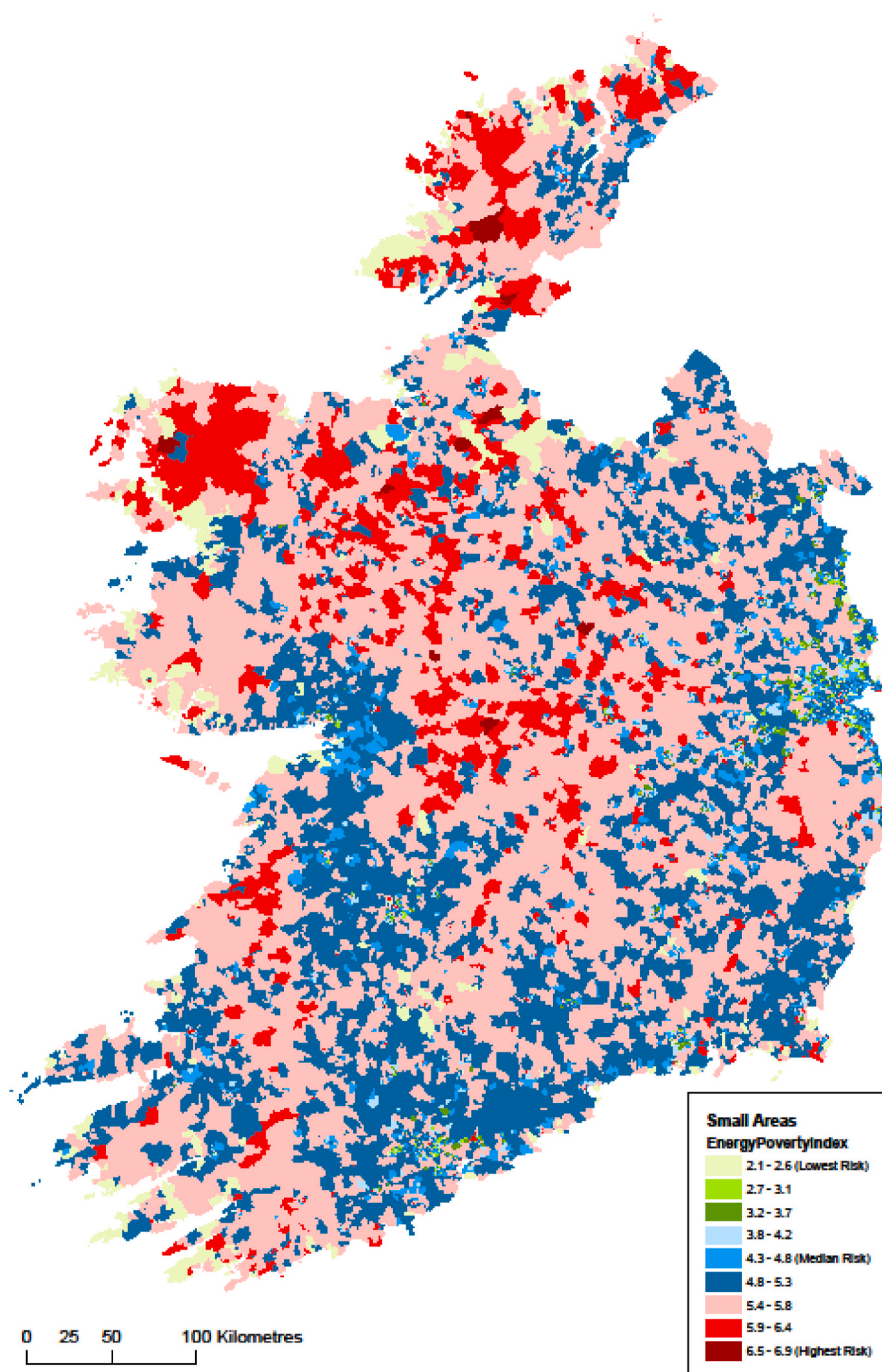 Small Areas
EnergyPovertyIndex
2.1 - 2.6 (Lowest Risk)
2.7 - 3.1
3.2 - 3.7
3.8 - 4.2
4.3 - 4.8 (Median Risk)
4.8 - 5.3
5.4 - 5.8
5.9 - 6.4
6.5 - 6.9 (Highest Risk)
0 25 50 100 Kilometres